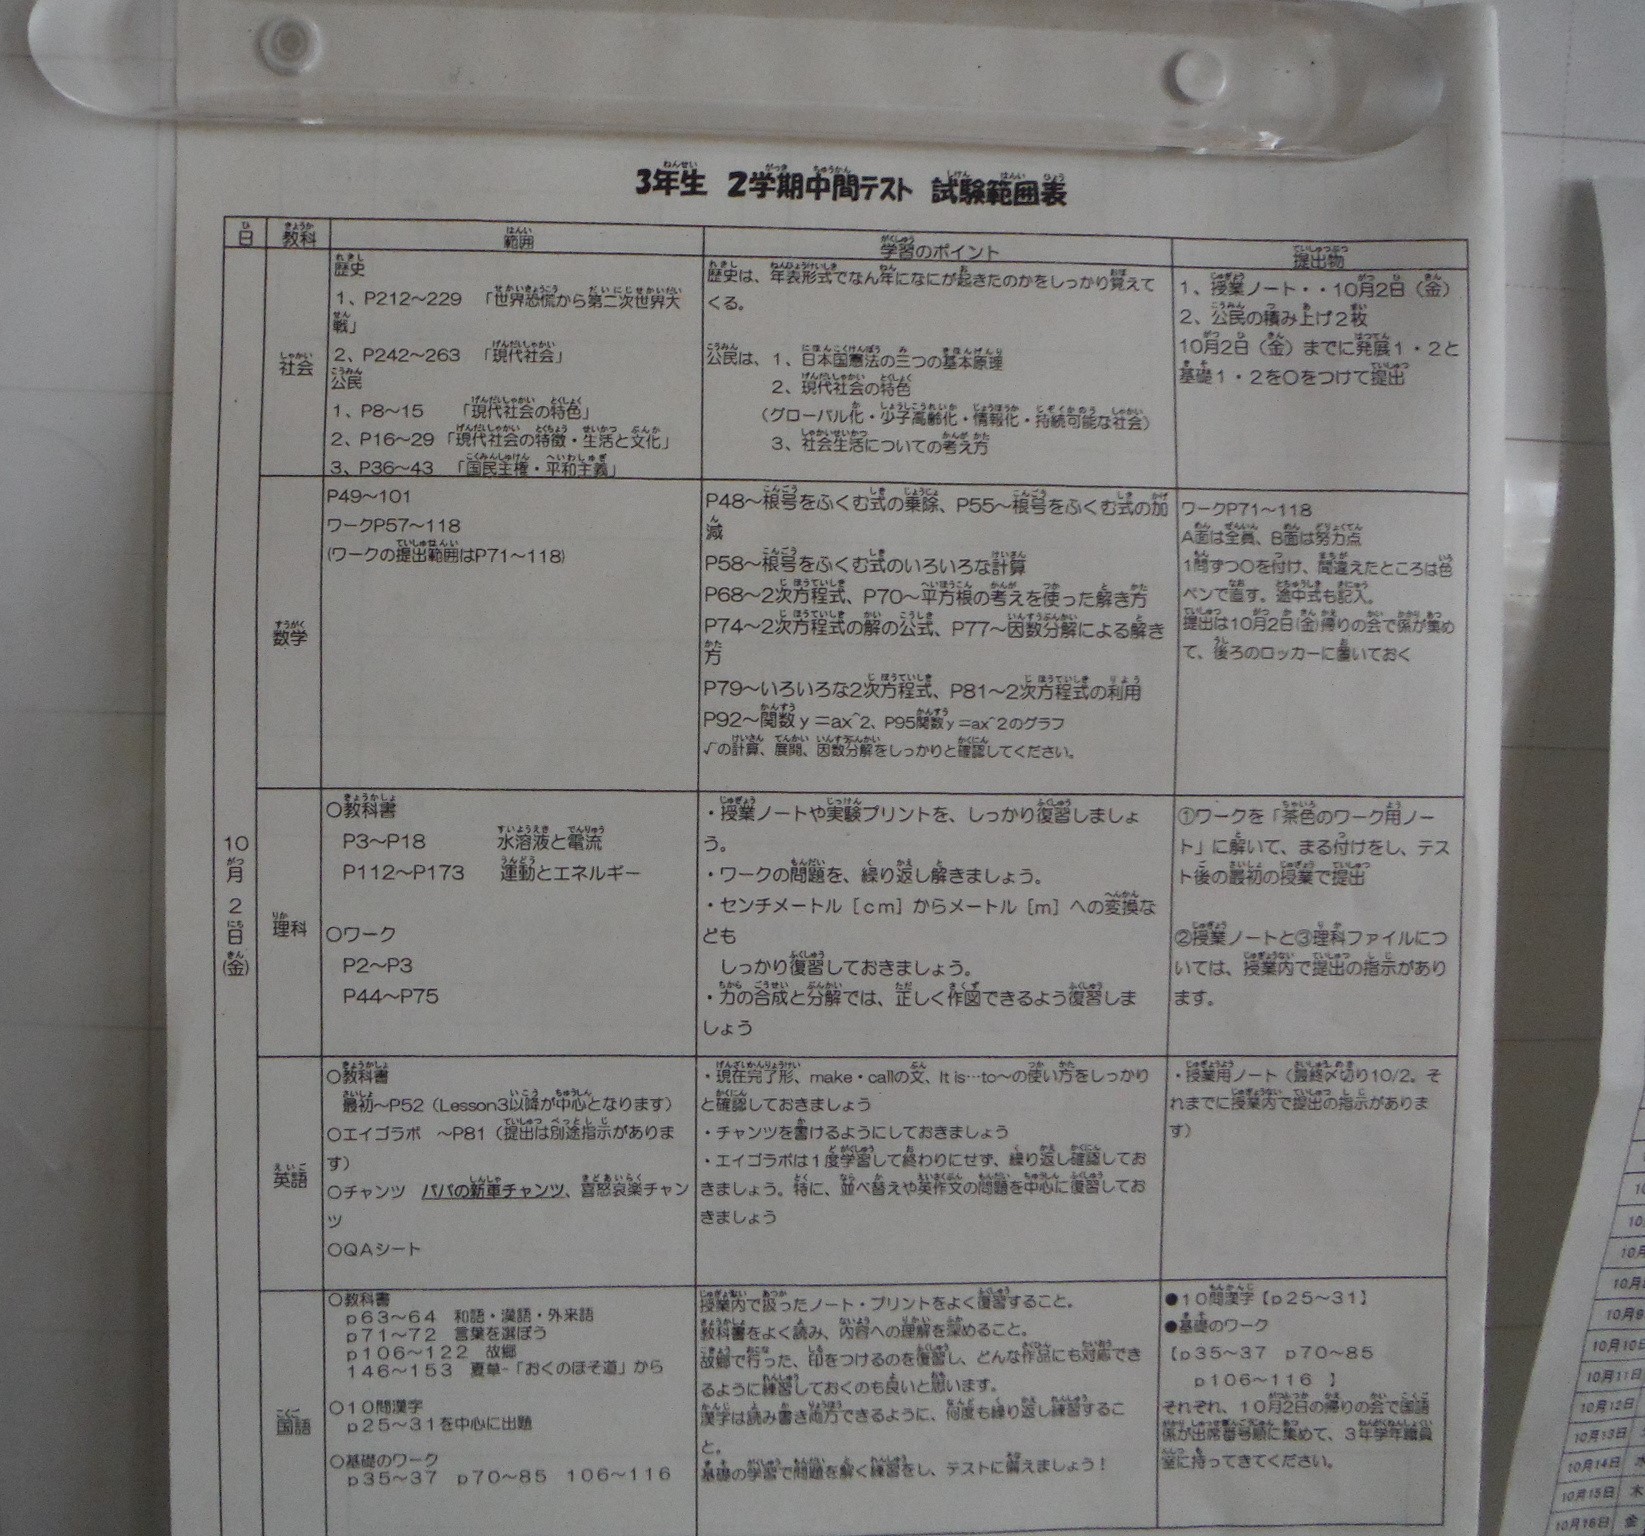 3年生 2学期中間テスト 試験範囲表
日 教科 範囲 学習のポイント 提出物
10月2日(金)
社会
歴史
1、P212〜229 「世界恐慌から第二次世界大
戦」
2、P242〜263 「現代社会」
公民
1、P8〜15 「現代社会の特色」
2、P16〜29 「現代社会の特徴・生活と文化」
3、P36〜43 「国民主権・平和主義」
歴史は、年表形式でなん年になにが起きたのかをしっかり覚えて
くる。
公民は、1、日本国憲法の三つの基本原理
2、現代社会の特色
(グローバル化・少子高齢化・情報化・持続可能な社会)
3、社会生活についての考え方
1、授業ノート・・10月2日(金)
2、公民の積み上げ2枚
10月2日(金)までに発展1・2と
基礎1・2を〇をつけて提出
数学
P49〜101
ワークP57〜118
(ワークの提出範囲はP71〜118)
P48〜根号をふくむ式の乗除、P55〜根号をふくむ式の加
減
P58〜根号をふくむ式のいろいろな計算
P68〜2次方程式、P70〜平方根の考えを使った解き方
P74〜2次方程式の解の公式、P77〜因数分解による解き
方
P79〜いろいろな2次方程式、P81〜2次方程式の利用
P92〜関数y=ax^2、P95関数y=ax^2のグラフ
√の計算、展開、因数分解をしっかりと確認してください。
ワークP71〜118
A面は全員、B面は努力点
1問ずつ〇を付け、間違えたところは色
ペンで直す。途中式も記入。
提出は10月2日(金)帰りの会で係が集め
て、後ろのロッカーに置いておく
理科
〇教科書
P3〜P18 水溶液と電流
P112〜P173 運動とエネルギー
〇ワーク
P2〜P3
P44〜P75
・授業ノートや実験プリントを、しっかり復習しましょ
う。
・ワークの問題を、繰り返し解きましょう。
・センチメートル[cm]からメートル[m]への変換な
ども
しっかり復習しておきましょう。
・力の合成と分解では、正しく作図できるよう復習しま
しょう
①ワークを「茶色のワーク用ノー
ト」に解いて、まる付けをし、テス
ト後の最初の授業で提出
②授業ノートと③理科ファイルにつ
いては、授業内で提出の指示があり
ます。
英語
〇教科書
最初〜P52(Lesson3以降が中心となります)
〇エイゴラボ 〜P81(提出は別途指示がありま
す)
〇チャンツ パパの新車チャンツ、喜怒哀楽チャン
ツ
〇QAシート
・現在完了形、make・callの文、It is…to〜の使い方をしっかり
と確認しておきましょう
・チャンツを書けるようにしておきましょう
・エイゴラボは1度学習して終わりにせず、繰り返し確認してお
きましょう。特に、並べ替えや英作文の問題を中心に復習してお
きましょう
・授業用ノート(最終〆切り10/2。そ
れまでに授業内で提出の指示がありま
す)
国語
〇教科書
p63〜64 和語・漢語・外来語
p71〜72 言葉を選ぼう
p106〜122 故郷
146〜153 夏草-「おくのほそ道」から
〇10問漢字
p25〜31を中心に出題
〇基礎のワーク
p35〜37 p70〜85 106〜116
授業内で扱ったノート・プリントをよく復習すること。
教科書をよく読み、内容への理解を深めること。
故郷で行った、印をつけるのを復習し、どんな作品にも対応でき
るように練習しておくのも良いと思います。
漢字は読み書き両方できるように、何度も繰り返し練習するこ
と。
基礎の学習で問題を解く練習をし、テストに備えましょう！
●10問漢字【p25〜31】
●基礎のワーク
【p35〜37 p70〜85
p106〜116 】
それぞれ、10月2日の帰りの会で国語
係が出席番号順に集めて、3年学年職員
室に持ってきてください。
10月10日
10月11日
10月12日
10月13日
10月14日 水
10月15日 木
10月16日 金